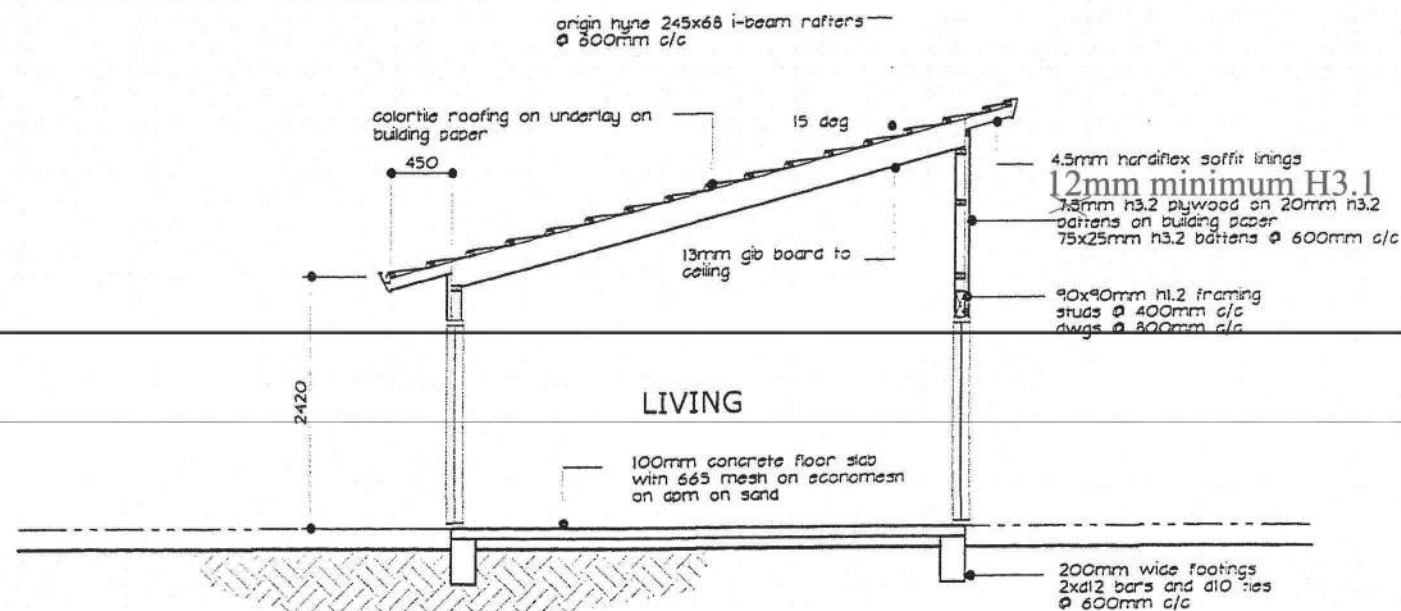 origin hyne 245x68 i-beam rafters
@ 600mm c/c
colortile roofing on underlay on
building paper
15 deg
450
4.5mm hardiflex soffit linings
12mm minimum H3.1
7.5mm h3.2 plywood on 20mm h3.2
battens on building paper
75x25mm h3.2 battens @ 600mm c/c
13mm gib board to
ceiling
90x90mm h1.2 framing
studs @ 400mm c/c
dwgs @ 800mm c/c
2420
LIVING
100mm concrete floor slab
with 665 mesh on economesh
on dpm on sand
200mm wide footings
2xd12 bars and d10 ties
@ 600mm c/c